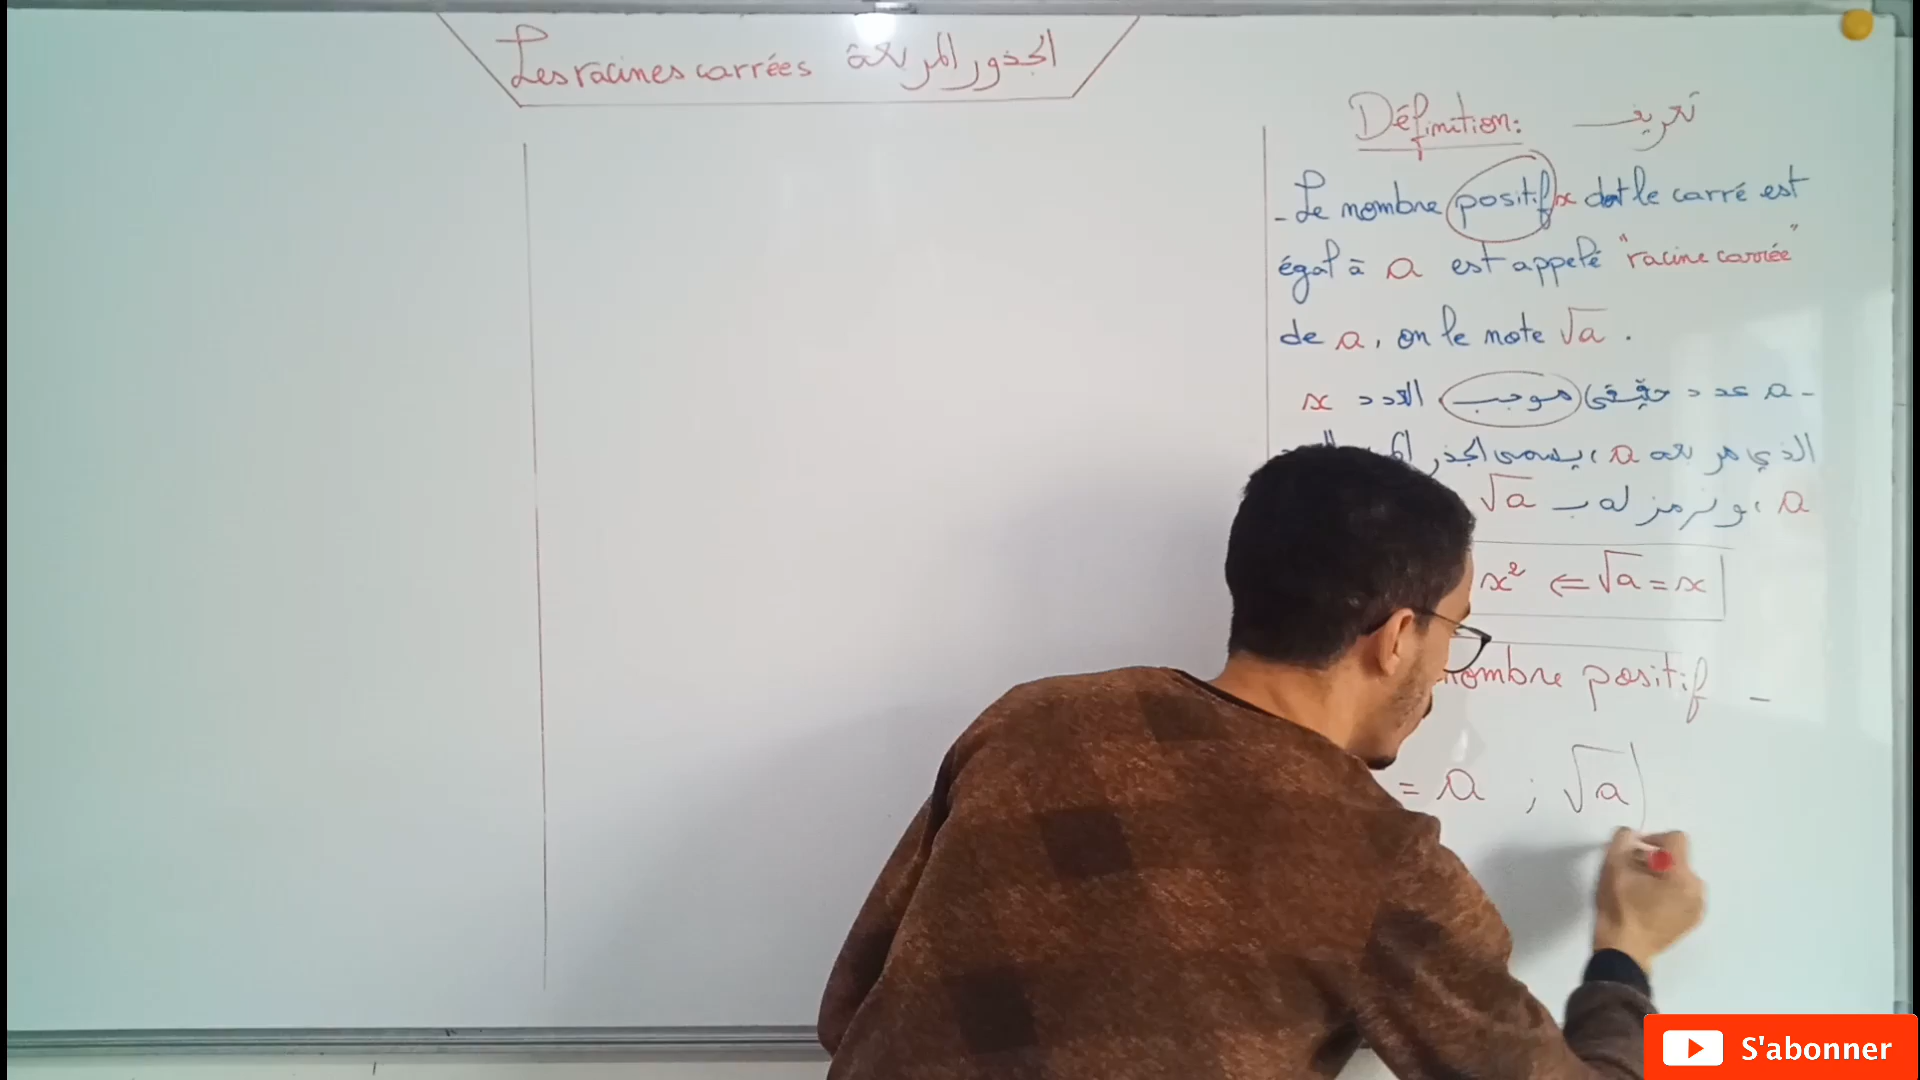 Les racines carrées الجذور المربعة
Définition: تعريف
- Le nombre positif x dont le carré est
égal à a est appelé "racine carrée"
de a, on le note √a.
- a عدد حقيقي موجب، العدد x
الذي مربعه a، يسمى الجذر
a، ونرمز له ب √a
x² ⇐ √a = x
nombre positif -
= a ; √a
S'abonner